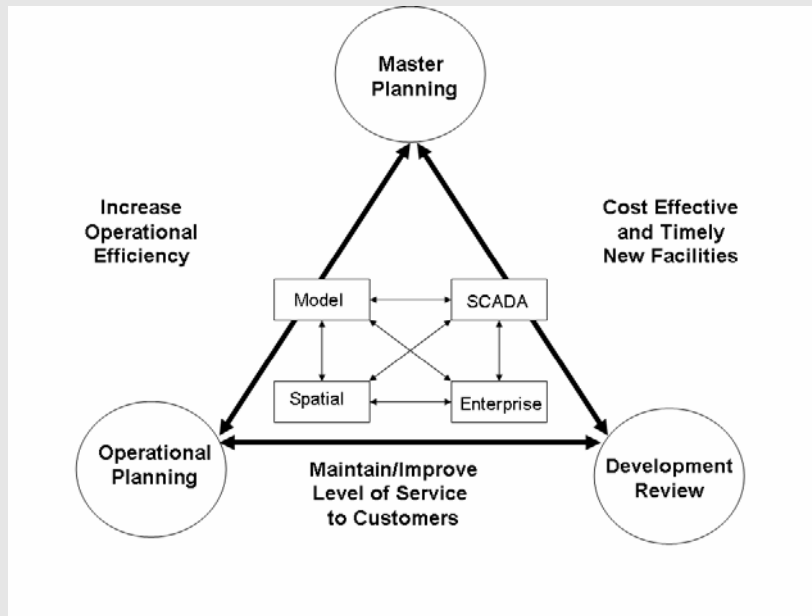 Master
Planning
Increase
Operational
Efficiency
Cost Effective
and Timely
New Facilities
Model
SCADA
Spatial
Enterprise
Operational
Planning
Maintain/Improve
Level of Service
to Customers
Development
Review